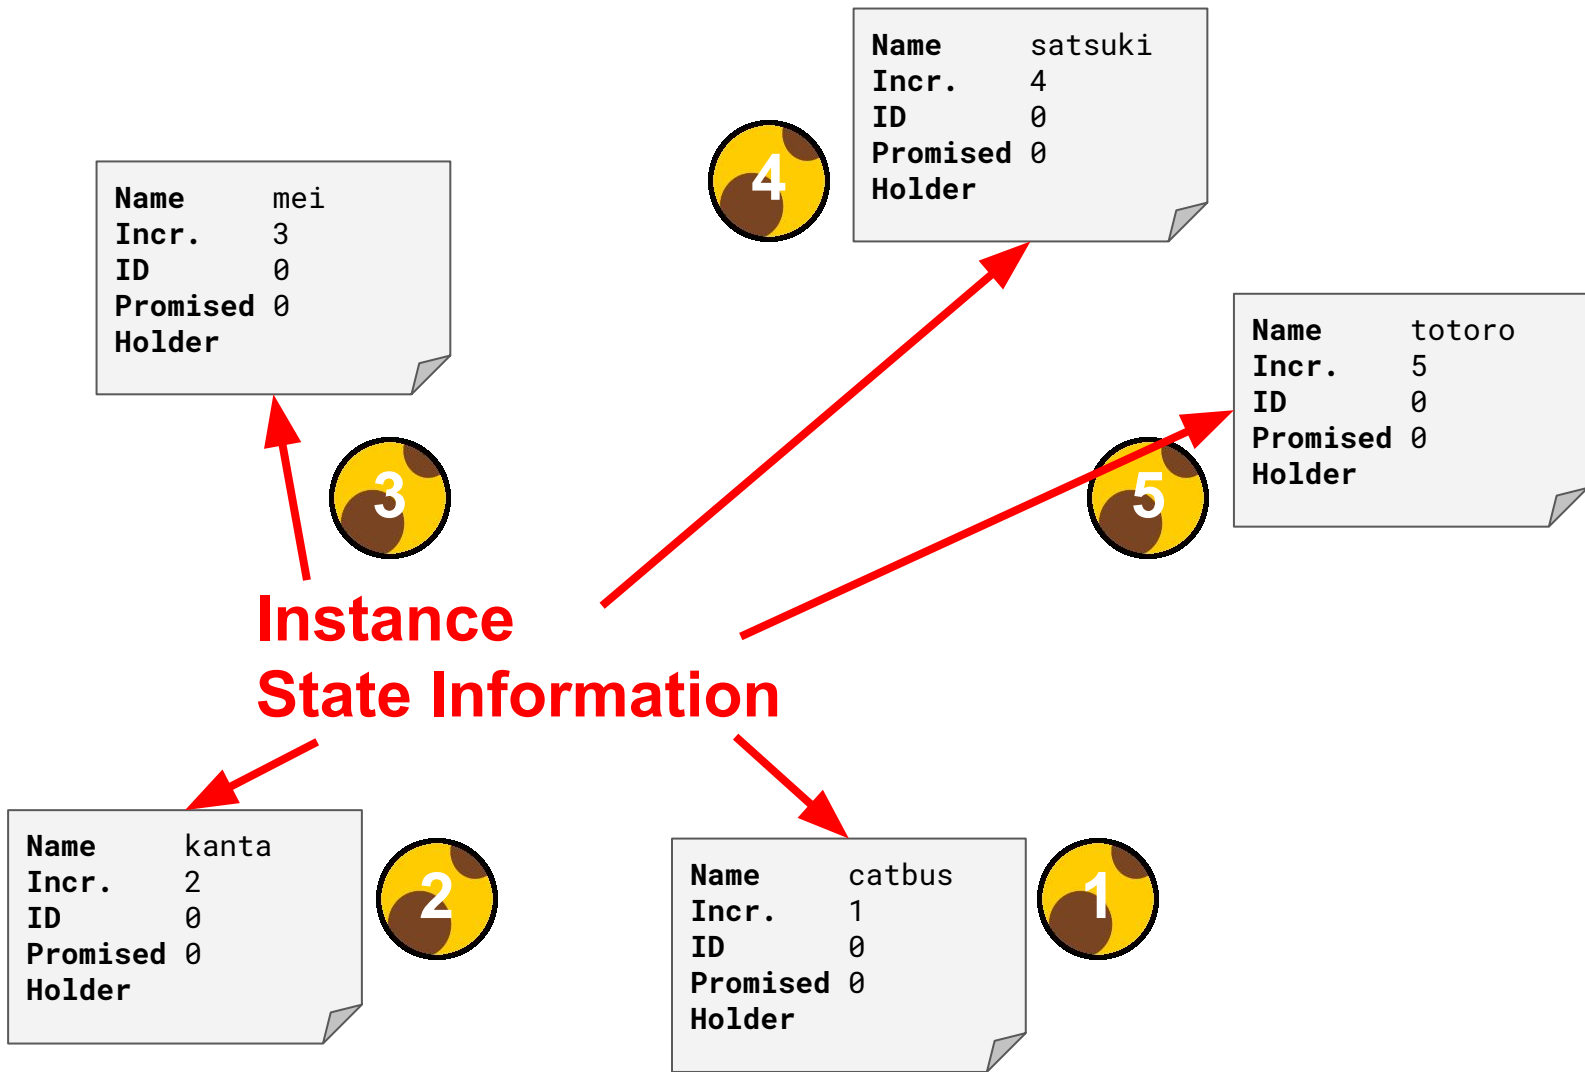 Name satsuki
Incr. 4
ID 0
Promised 0
Holder
4
Name mei
Incr. 3
ID 0
Promised 0
Holder
3
Name totoro
Incr. 5
ID 0
Promised 0
Holder
5
Instance
State Information
Name kanta
Incr. 2
ID 0
Promised 0
Holder
2
Name catbus
Incr. 1
ID 0
Promised 0
Holder
1